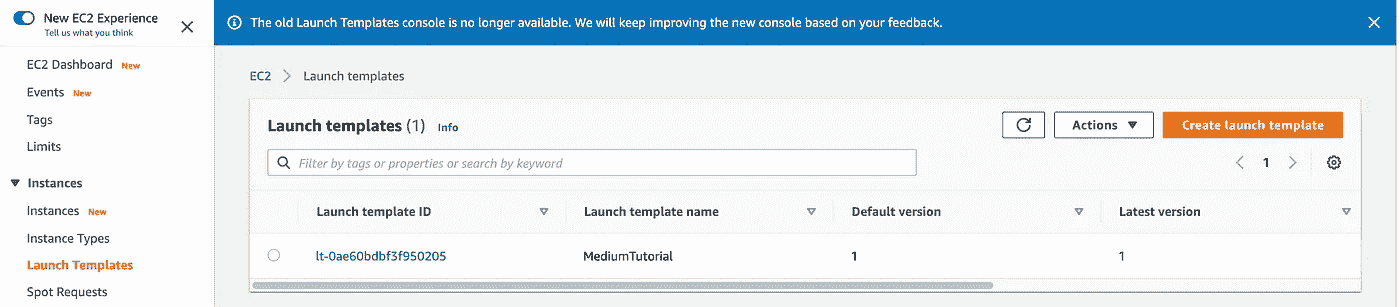 New EC2 Experience
Tell us what you think
EC2 Dashboard New
Events New
Tags
Limits
Instances
Instances New
Instance Types
Launch Templates
Spot Requests
The old Launch Templates console is no longer available. We will keep improving the new console based on your feedback.
EC2 > Launch templates
Launch templates (1) Info
Actions
Create launch template
Filter by tags or properties or search by keyword
1
Launch template ID Launch template name Default version Latest version
lt-0ae60bdbf3f950205 MediumTutorial 1 1